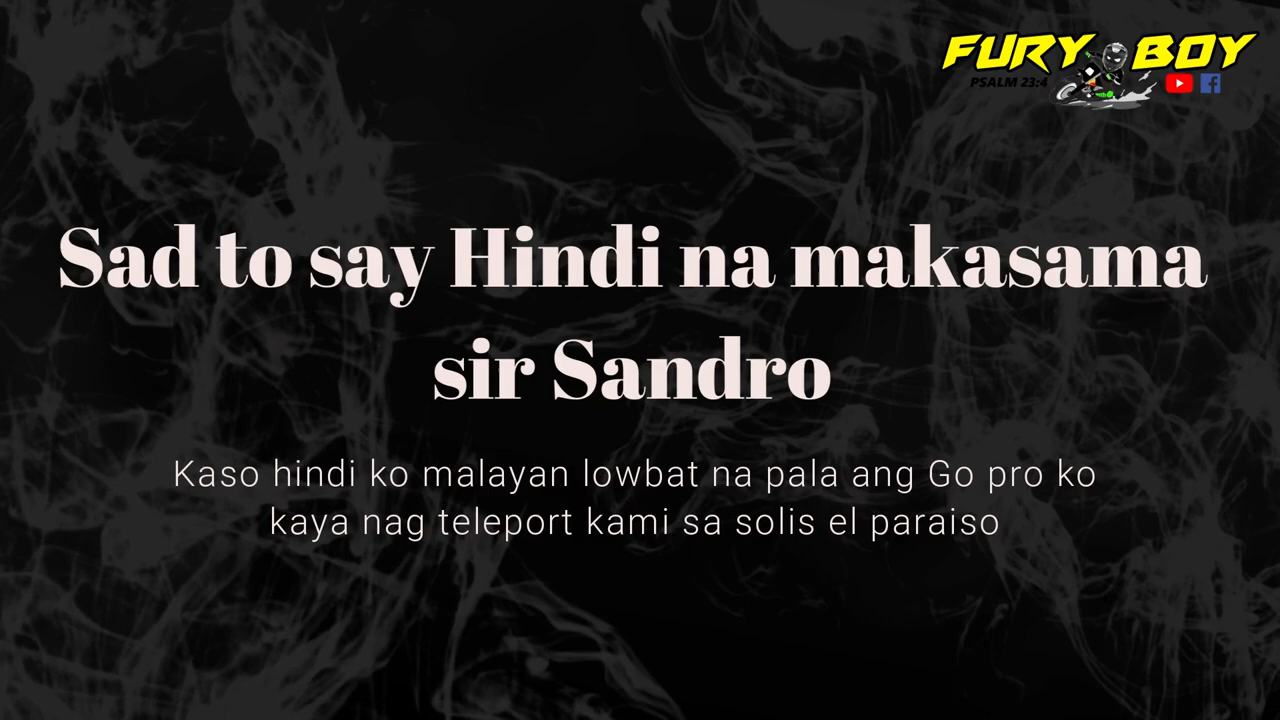 FURY BOY
PSALM 23:4
Sad to say Hindi na makasama
sir Sandro
Kaso hindi ko malayan lowbat na pala ang Go pro ko
kaya nag teleport kami sa solis el paraiso